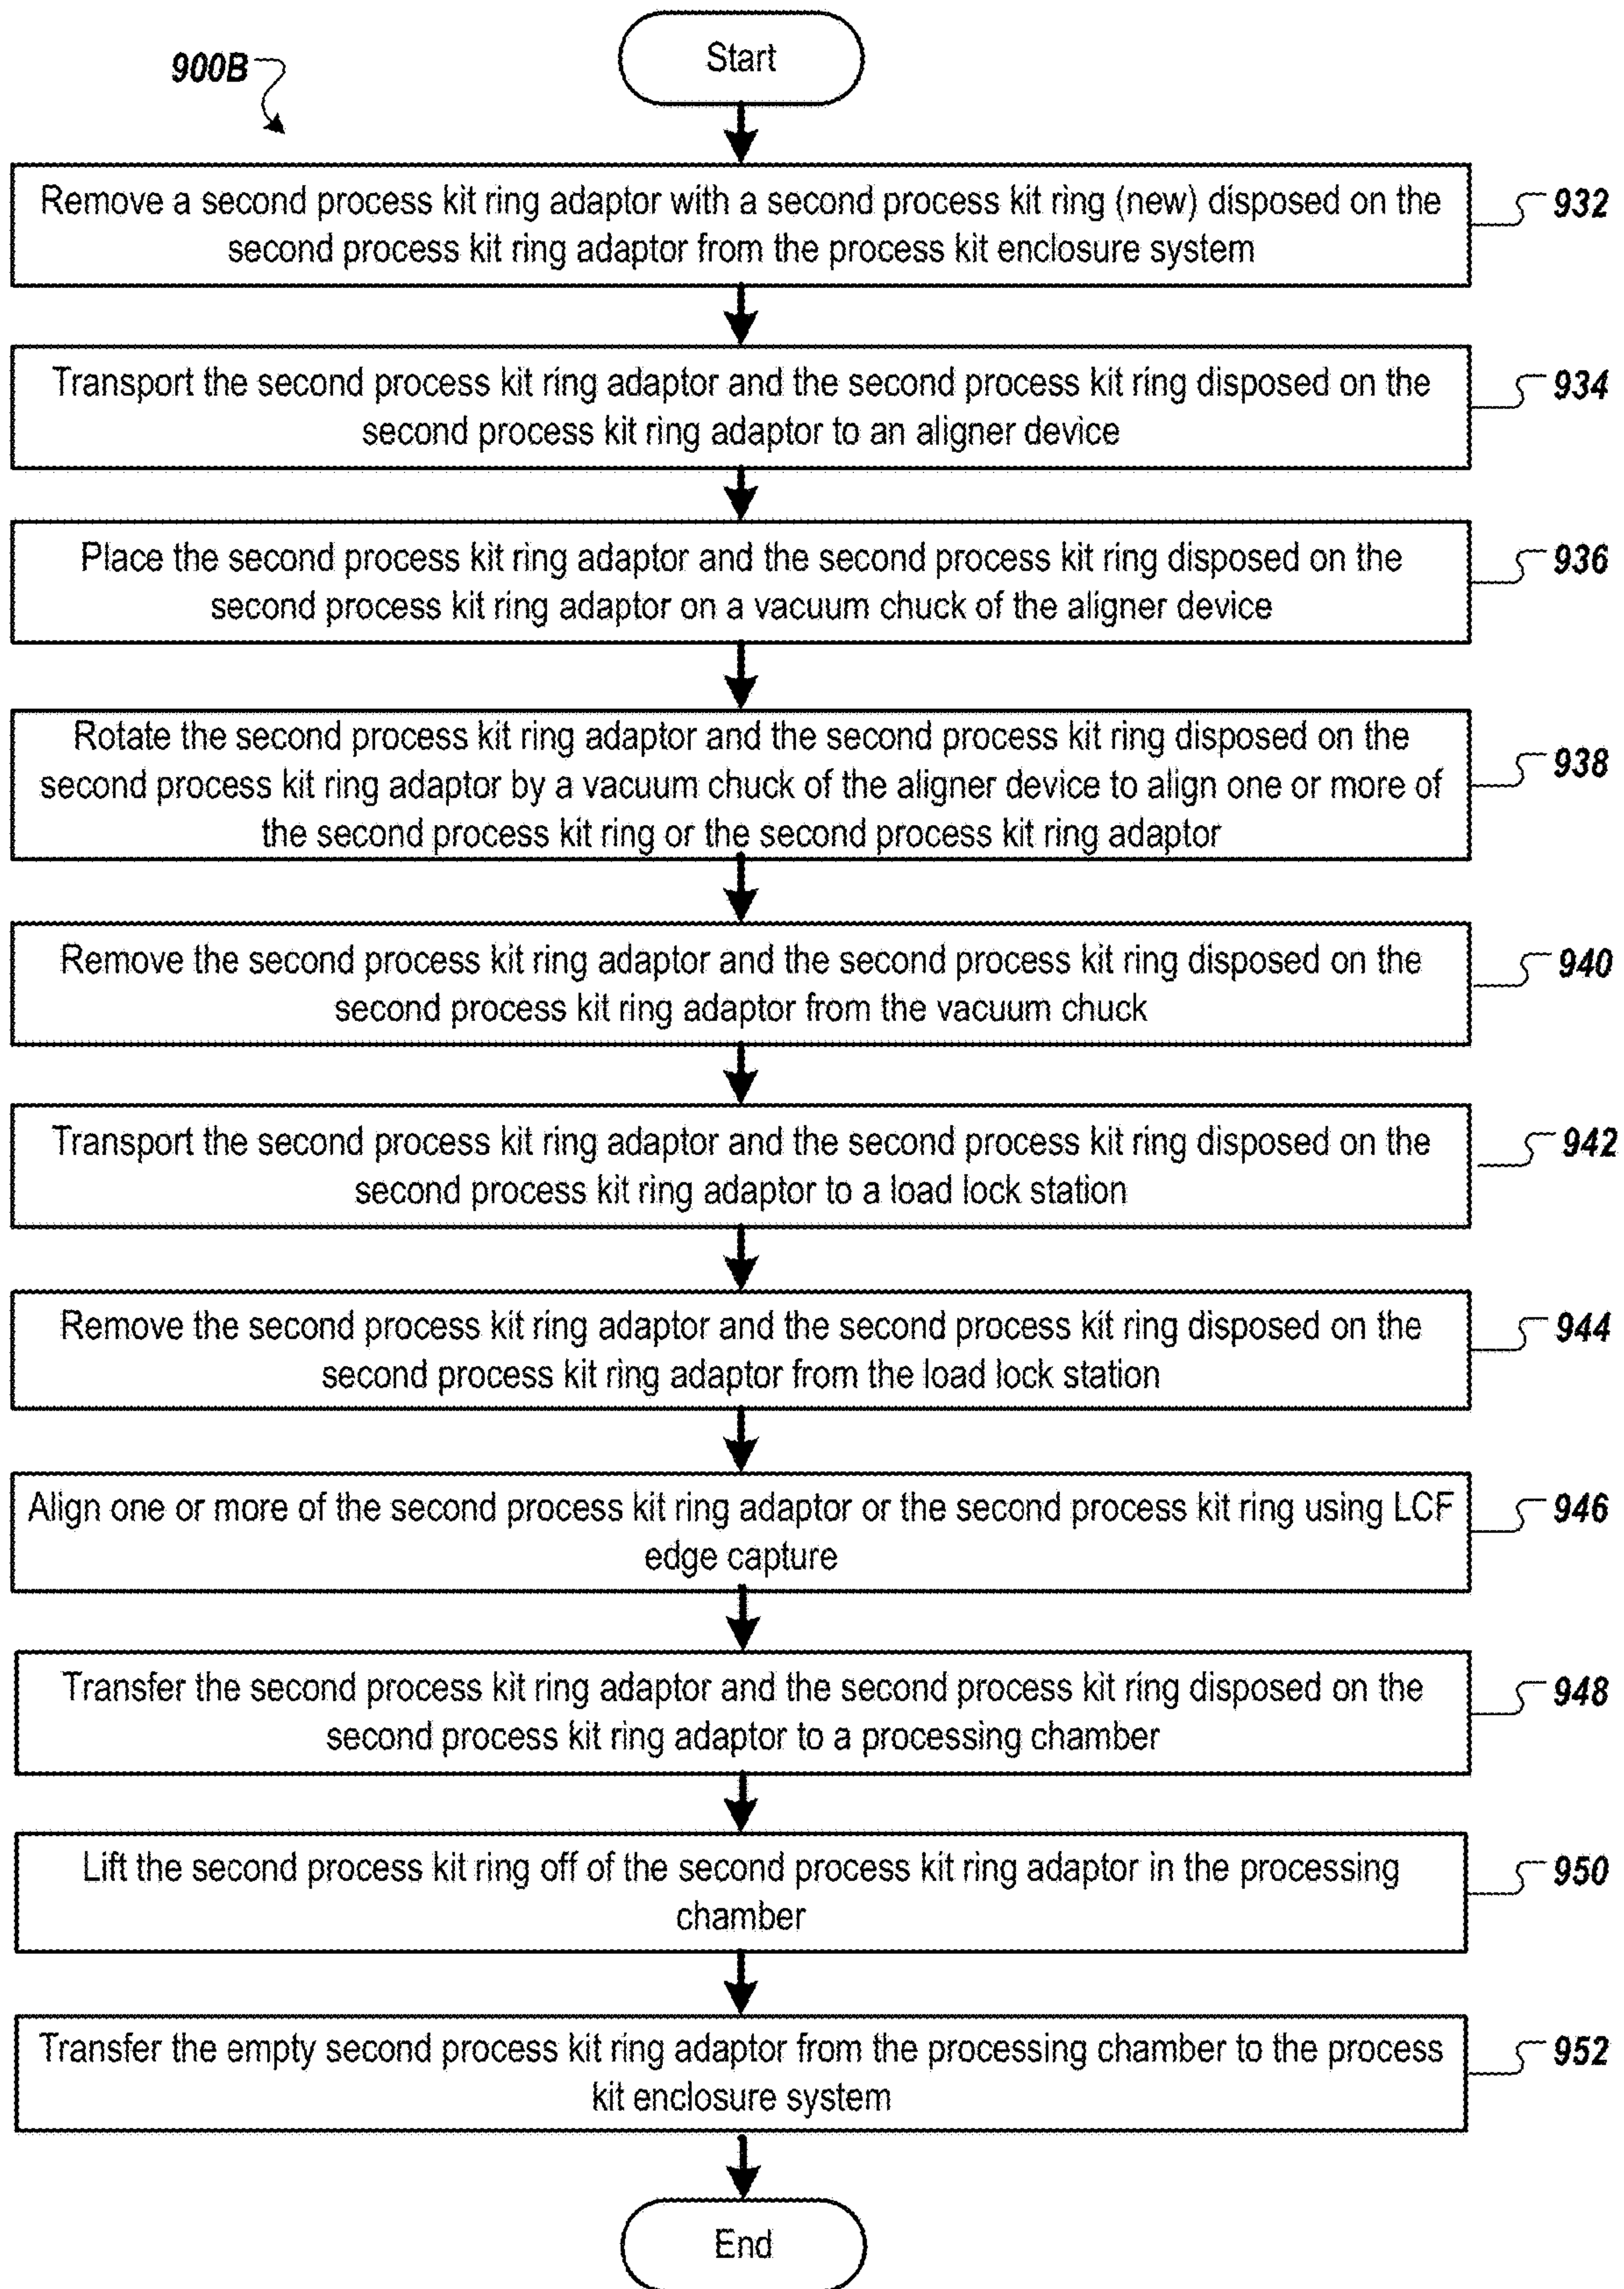 Start
900B
Remove a second process kit ring adaptor with a second process kit ring (new) disposed on the
second process kit ring adaptor from the process kit enclosure system
932
Transport the second process kit ring adaptor and the second process kit ring disposed on the
second process kit ring adaptor to an aligner device
934
Place the second process kit ring adaptor and the second process kit ring disposed on the
second process kit ring adaptor on a vacuum chuck of the aligner device
936
Rotate the second process kit ring adaptor and the second process kit ring disposed on the
second process kit ring adaptor by a vacuum chuck of the aligner device to align one or more of
the second process kit ring or the second process kit ring adaptor
938
Remove the second process kit ring adaptor and the second process kit ring disposed on the
second process kit ring adaptor from the vacuum chuck
940
Transport the second process kit ring adaptor and the second process kit ring disposed on the
second process kit ring adaptor to a load lock station
942
Remove the second process kit ring adaptor and the second process kit ring disposed on the
second process kit ring adaptor from the load lock station
944
Align one or more of the second process kit ring adaptor or the second process kit ring using LCF
edge capture
946
Transfer the second process kit ring adaptor and the second process kit ring disposed on the
second process kit ring adaptor to a processing chamber
948
Lift the second process kit ring off of the second process kit ring adaptor in the processing
chamber
950
Transfer the empty second process kit ring adaptor from the processing chamber to the process
kit enclosure system
952
End